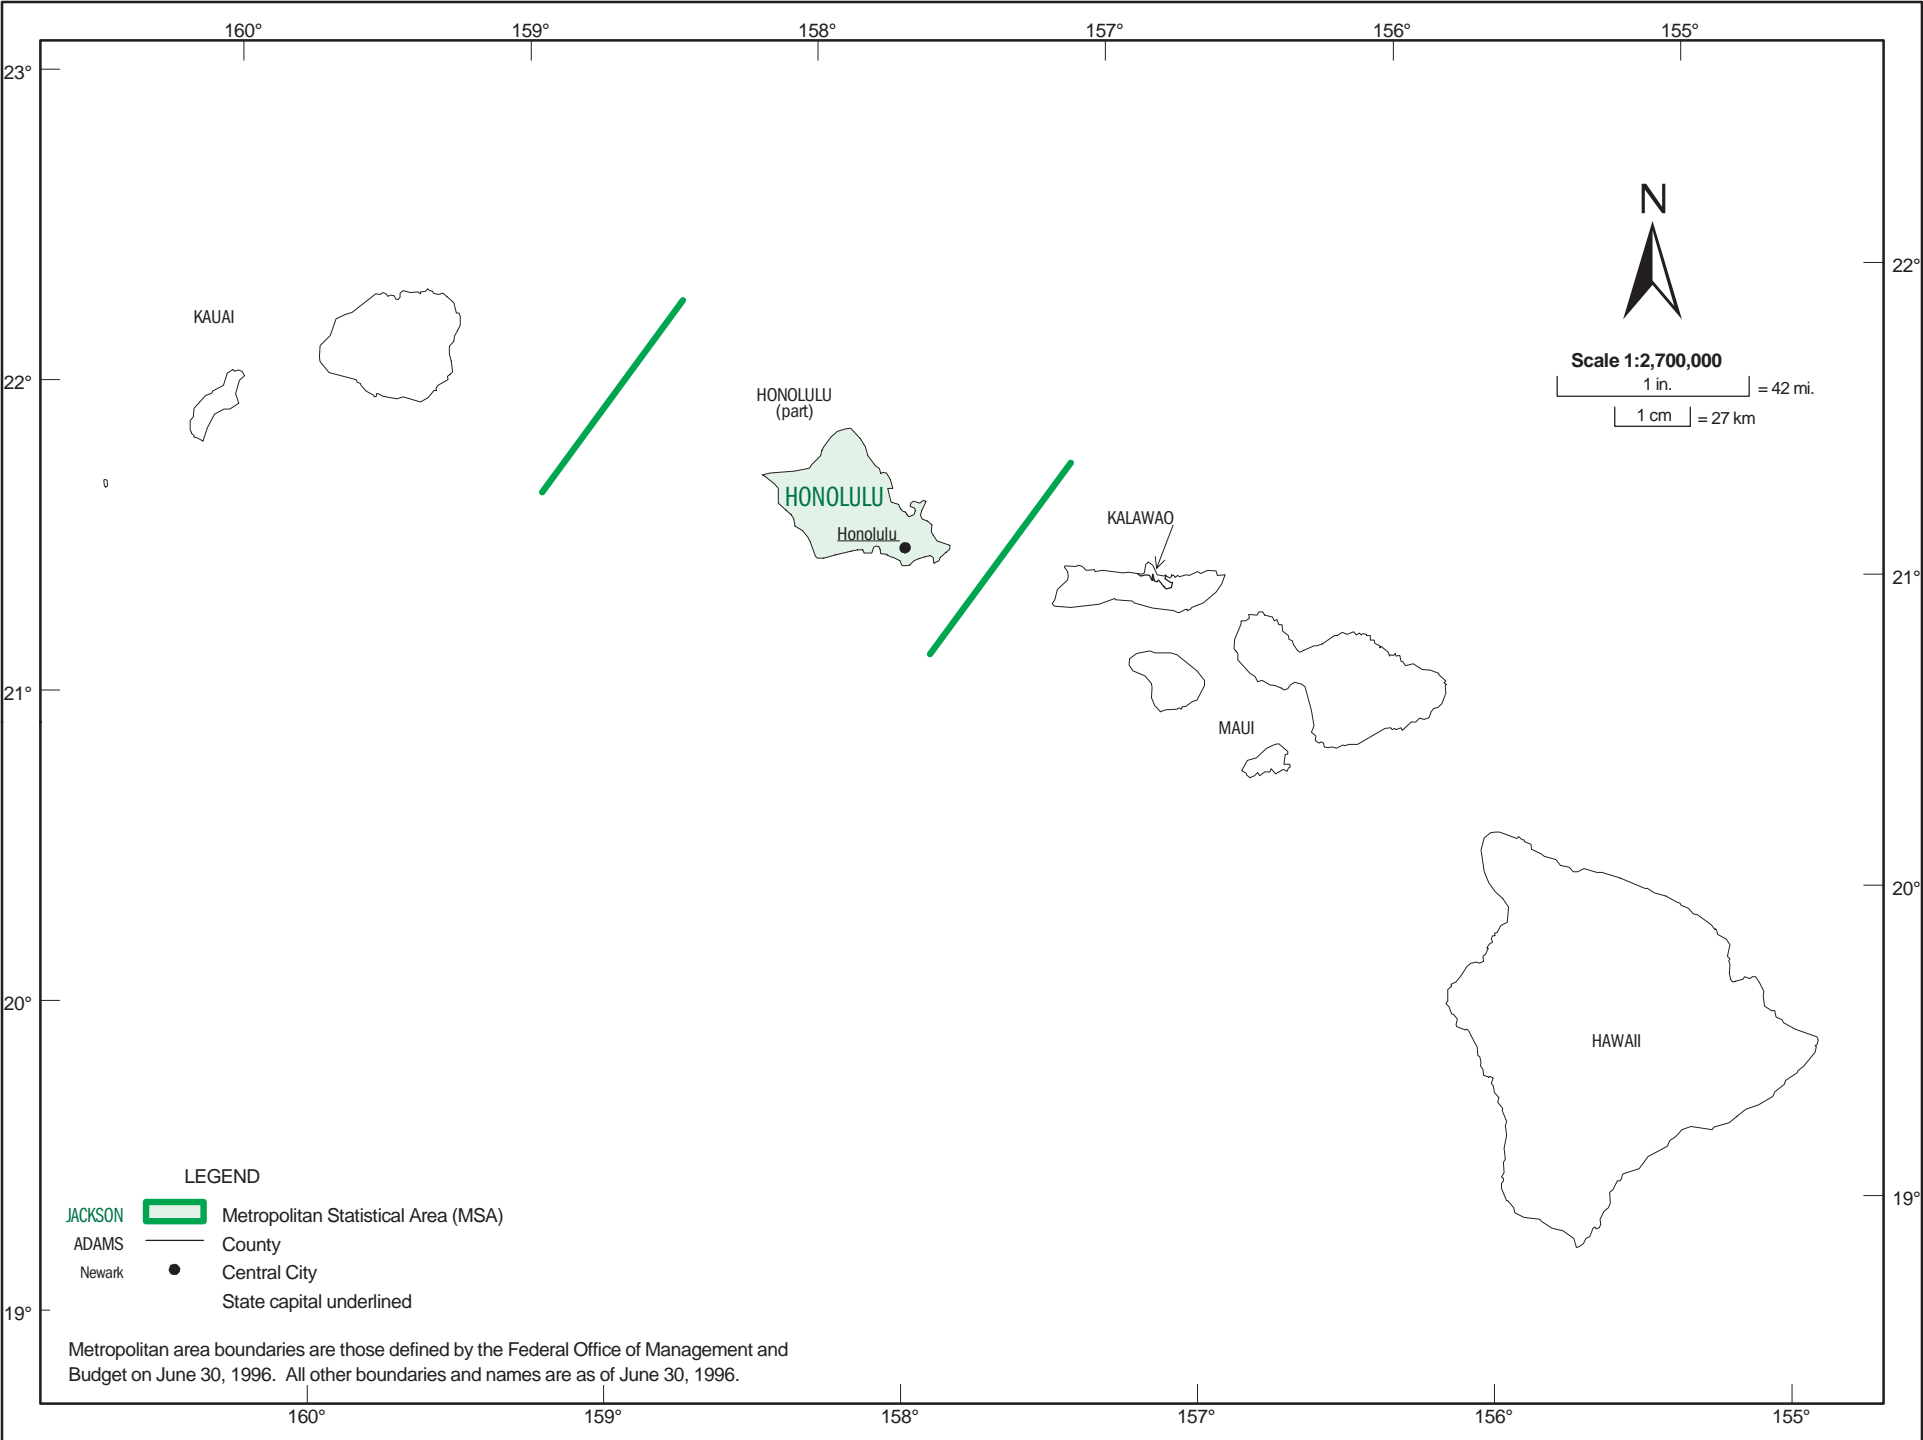 160°
159°
158°
157°
156°
155°
23°
22°
21°
20°
19°
22°
21°
20°
19°
N
Scale 1:2,700,000
1 in.
= 42 mi.
1 cm
= 27 km
KAUAI
HONOLULU
(part)
HONOLULU
Honolulu
KALAWAO
MAUI
HAWAII
LEGEND
JACKSON Metropolitan Statistical Area (MSA)
ADAMS County
Newark Central City
State capital underlined
Metropolitan area boundaries are those defined by the Federal Office of Management and
Budget on June 30, 1996. All other boundaries and names are as of June 30, 1996.
160°
159°
158°
157°
156°
155°